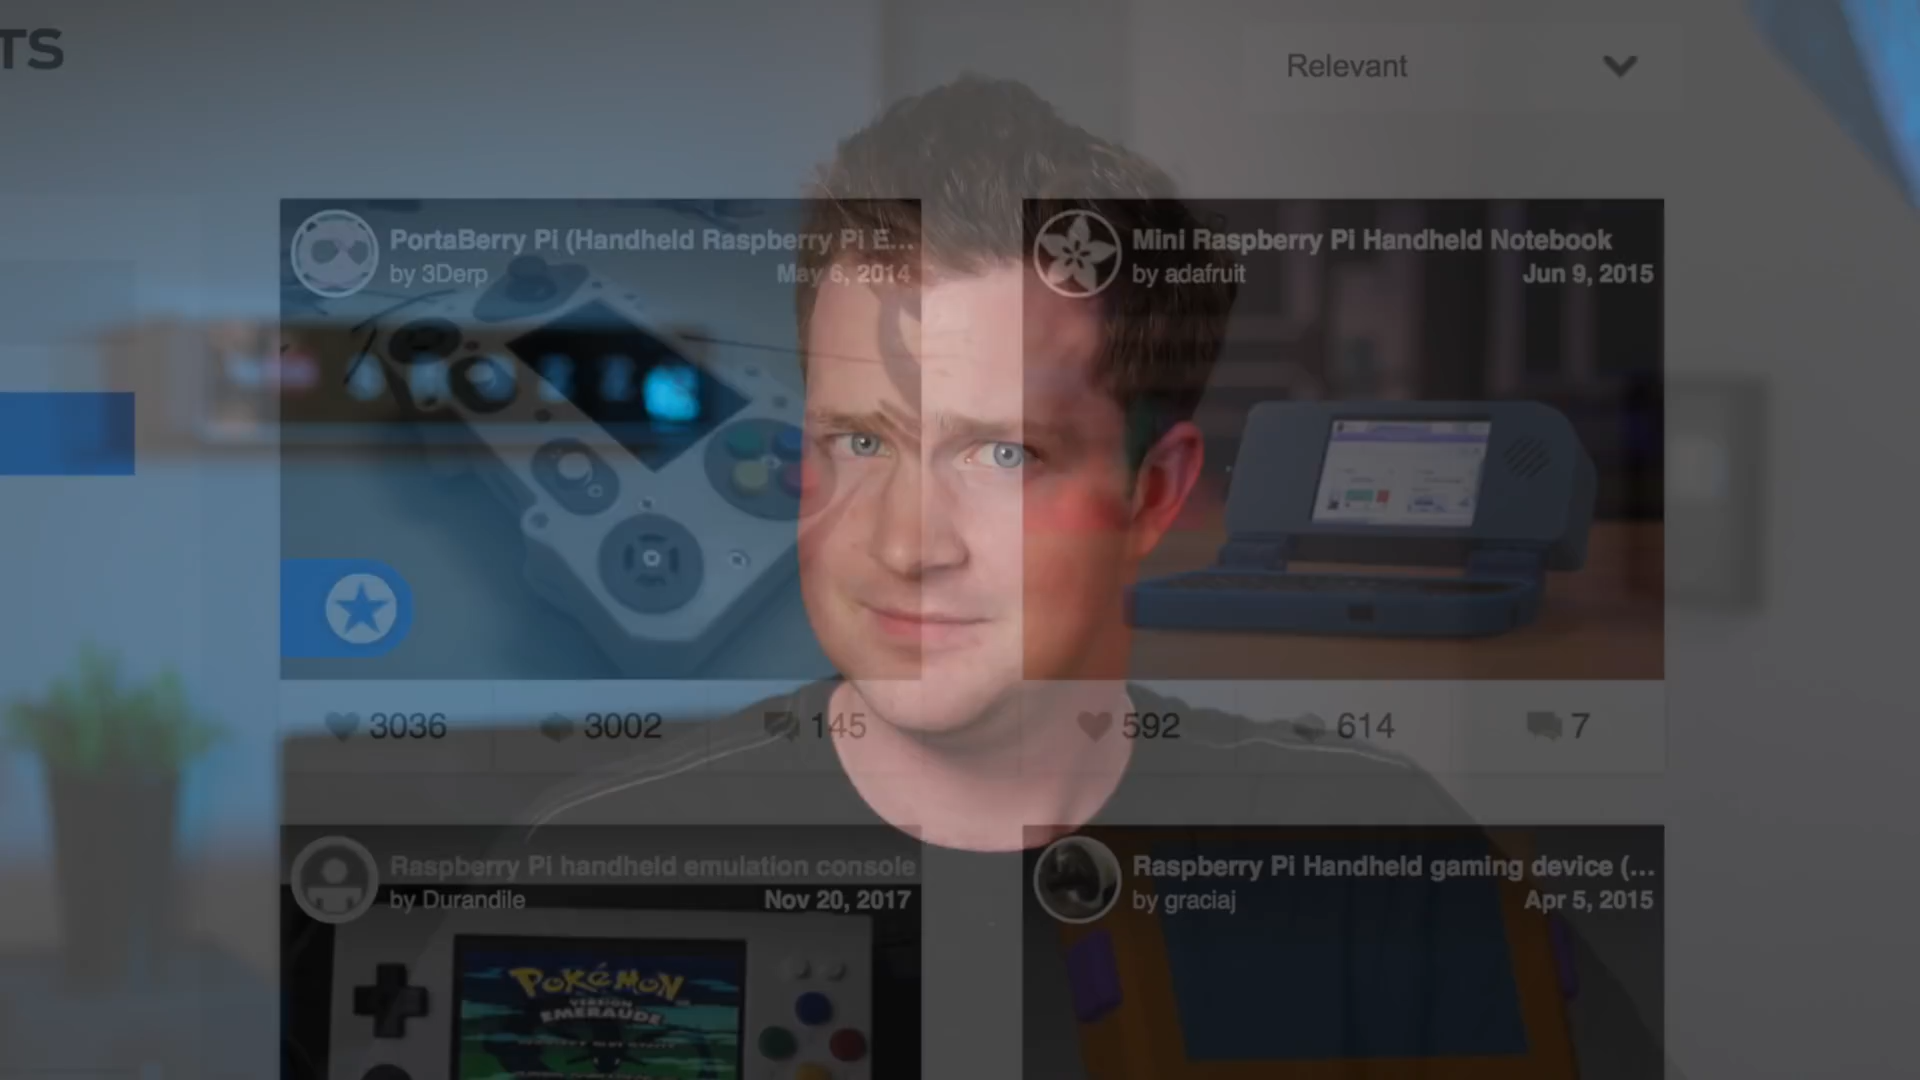 TS
Relevant
PortaBerry Pi (Handheld Raspberry Pi E...
by 3Derp
May 6, 2014
Mini Raspberry Pi Handheld Notebook
by adafruit
Jun 9, 2015
3036
3002
145
592
614
7
Raspberry Pi handheld emulation console
by Durandile
Nov 20, 2017
Raspberry Pi Handheld gaming device (...
by graciaj
Apr 5, 2015
POKéMON
VERSION
EMERAUDE